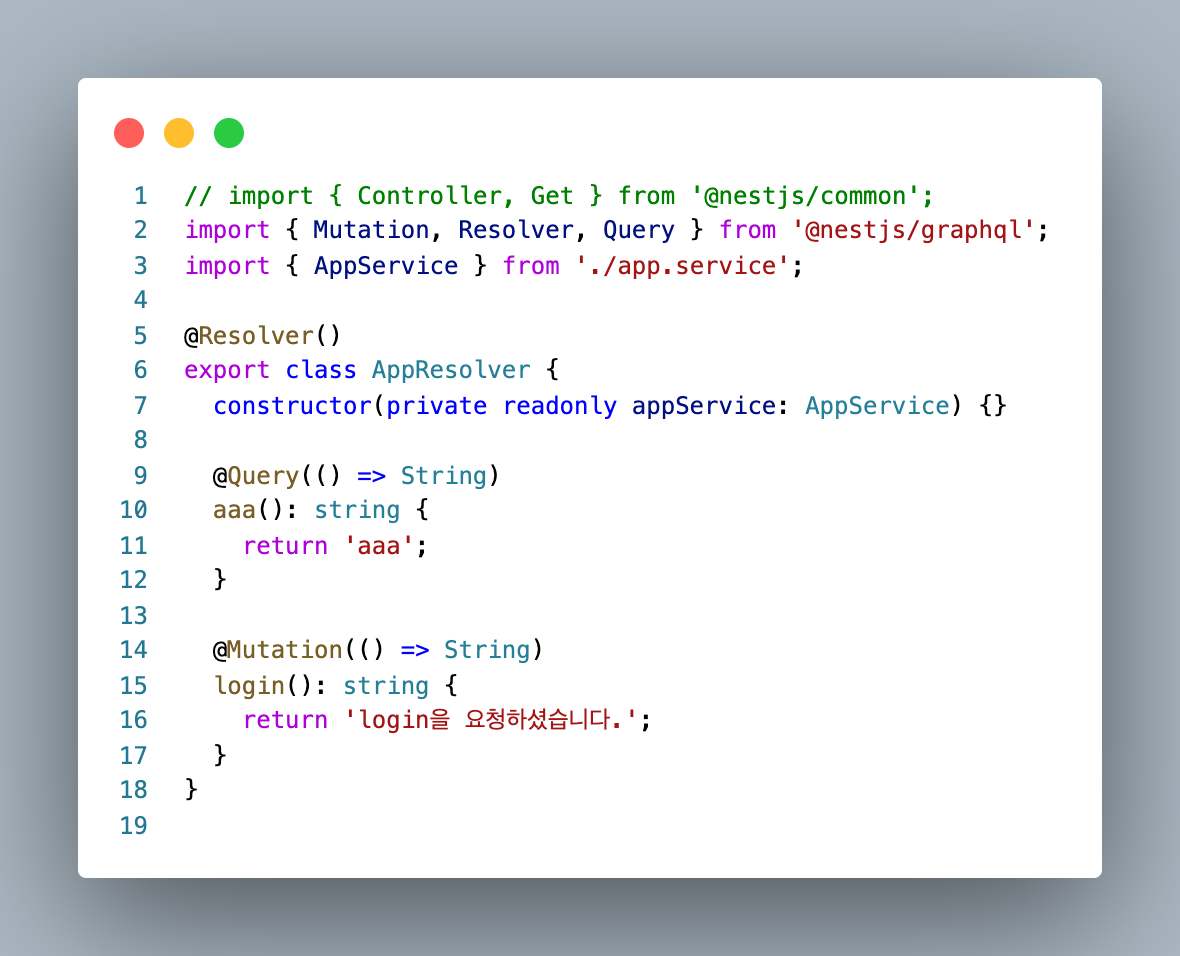 1 // import { Controller, Get } from '@nestjs/common';
2 import { Mutation, Resolver, Query } from '@nestjs/graphql';
3 import { AppService } from './app.service';
4
5 @Resolver()
6 export class AppResolver {
7   constructor(private readonly appService: AppService) {}
8
9   @Query(() => String)
10   aaa(): string {
11     return 'aaa';
12   }
13
14   @Mutation(() => String)
15   login(): string {
16     return 'login을 요청하셨습니다.';
17   }
18 }
19